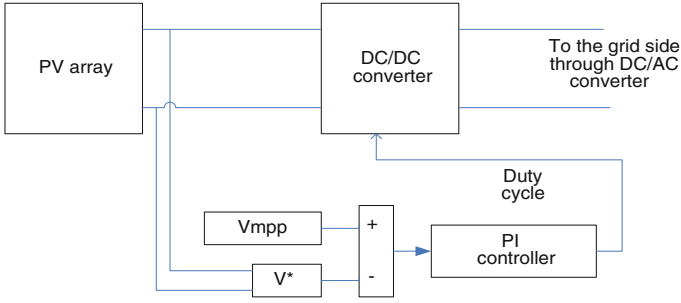 PV array
DC/DC
converter
To the grid side
through DC/AC
converter
Duty
cycle
Vmpp
+
PI
controller
V*
-